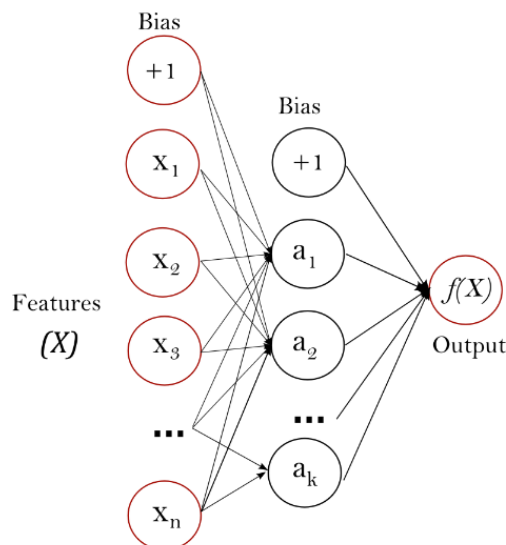 Bias
+1
x₁
x₂
x₃
...
xₙ
Features
(X)
Bias
+1
a₁
a₂
...
aₖ
f(X)
Output